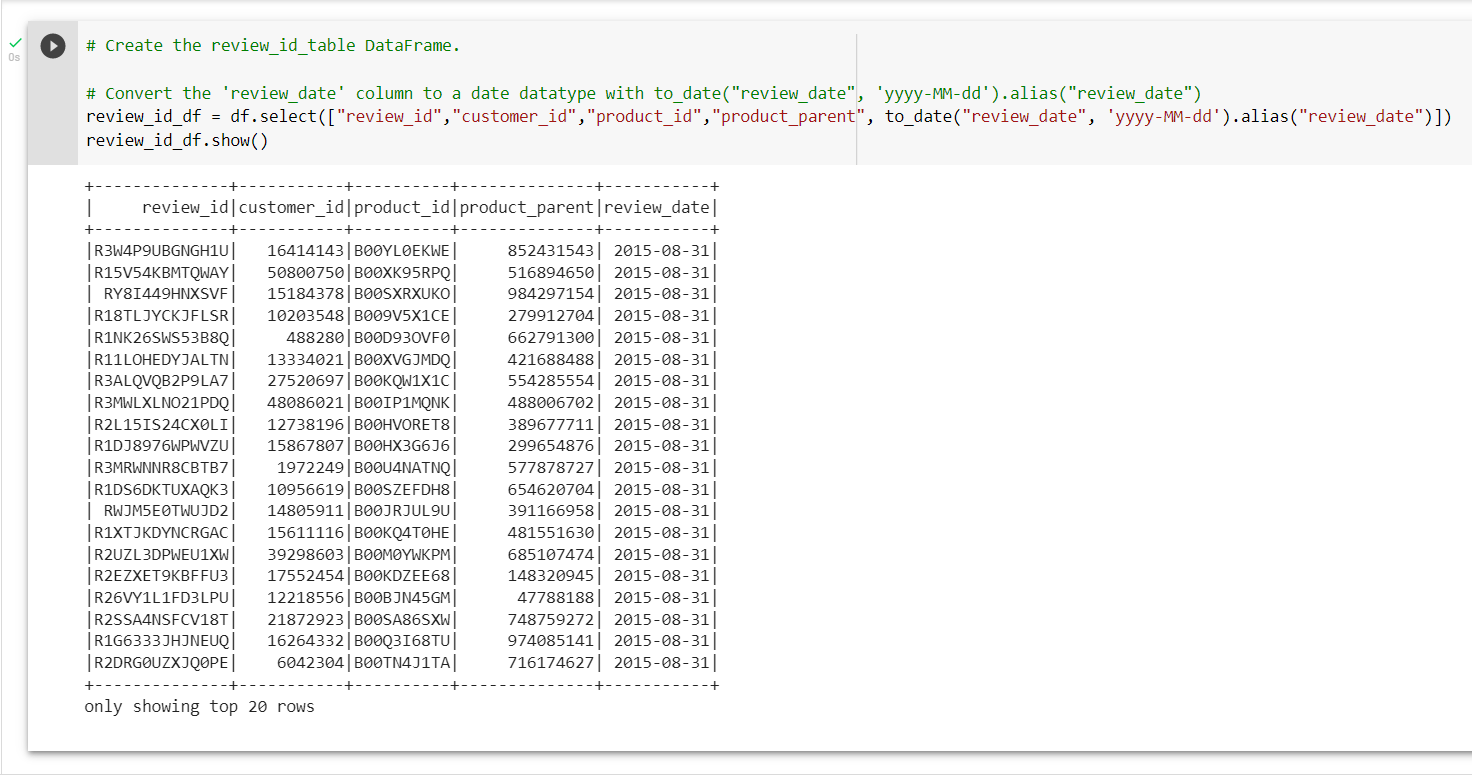 0s
# Create the review_id_table DataFrame.
# Convert the 'review_date' column to a date datatype with to_date("review_date", 'yyyy-MM-dd').alias("review_date")
review_id_df = df.select(["review_id","customer_id","product_id","product_parent", to_date("review_date", 'yyyy-MM-dd').alias("review_date")])
review_id_df.show()
+--------------+-----------+----------+--------------+-----------+
|     review_id|customer_id|product_id|product_parent|review_date|
+--------------+-----------+----------+--------------+-----------+
|R3W4P9UBGNGH1U|   16414143|B00YL0EKWE|     852431543| 2015-08-31|
|R15V54KBMTQWAY|   50800750|B00XK95RPQ|     516894650| 2015-08-31|
| RY8I449HNXSVF|   15184378|B00SXRXUKO|     984297154| 2015-08-31|
|R18TLJYCKJFLSR|   10203548|B009V5X1CE|     279912704| 2015-08-31|
|R1NK26SWS53B8Q|     488280|B00D93OVF0|     662791300| 2015-08-31|
|R11LOHEDYJALTN|   13334021|B00XVGJMDQ|     421688488| 2015-08-31|
|R3ALQVQB2P9LA7|   27520697|B00KQW1X1C|     554285554| 2015-08-31|
|R3MWLXLNO21PDQ|   48086021|B00IP1MQNK|     488006702| 2015-08-31|
|R2L15IS24CX0LI|   12738196|B00HVORET8|     389677711| 2015-08-31|
|R1DJ8976WPWVZU|   15867807|B00HX3G6J6|     299654876| 2015-08-31|
|R3MRWNNR8CBTB7|    1972249|B00U4NATNQ|     577878727| 2015-08-31|
|R1DS6DKTUXAQK3|   10956619|B00SZEFDH8|     654620704| 2015-08-31|
| RWJM5E0TWUJD2|   14805911|B00JRJUL9U|     391166958| 2015-08-31|
|R1XTJKDYNCRGAC|   15611116|B00KQ4T0HE|     481551630| 2015-08-31|
|R2UZL3DPWEU1XW|   39298603|B00M0YWKPM|     685107474| 2015-08-31|
|R2EZXET9KBFFU3|   17552454|B00KDZEE68|     148320945| 2015-08-31|
|R26VY1L1FD3LPU|   12218556|B00BJN45GM|      47788188| 2015-08-31|
|R2SSA4NSFCV18T|   21872923|B00SA86SXW|     748759272| 2015-08-31|
|R1G6333JHJNEUQ|   16264332|B00Q3I68TU|     974085141| 2015-08-31|
|R2DRG0UZXJQ0PE|    6042304|B00TN4J1TA|     716174627| 2015-08-31|
+--------------+-----------+----------+--------------+-----------+
only showing top 20 rows